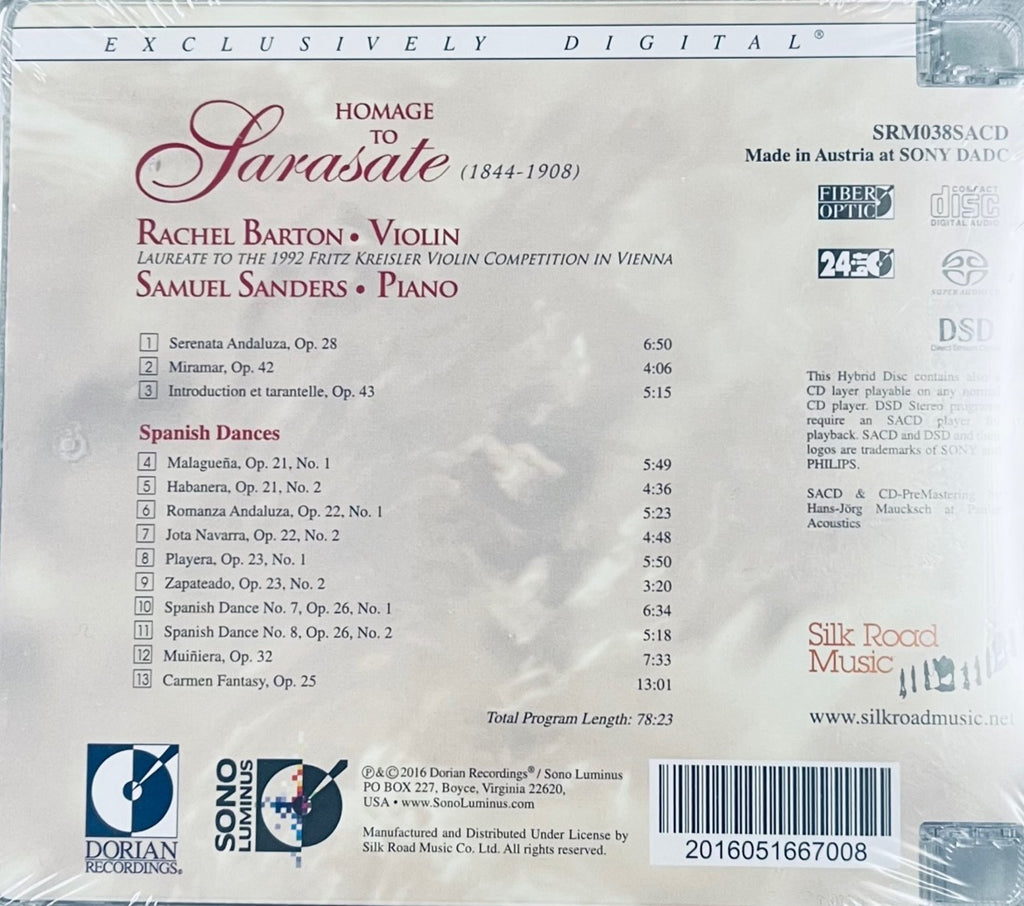 EXCLUSIVELY DIGITAL®
HOMAGE
TO
Sarasate (1844-1908)
RACHEL BARTON • VIOLIN
LAUREATE TO THE 1992 FRITZ KREISLER VIOLIN COMPETITION IN VIENNA
SAMUEL SANDERS • PIANO
1 Serenata Andaluza, Op. 28 6:50
2 Miramar, Op. 42 4:06
3 Introduction et tarantelle, Op. 43 5:15
Spanish Dances
4 Malagueña, Op. 21, No. 1 5:49
5 Habanera, Op. 21, No. 2 4:36
6 Romanza Andaluza, Op. 22, No. 1 5:23
7 Jota Navarra, Op. 22, No. 2 4:48
8 Playera, Op. 23, No. 1 5:50
9 Zapateado, Op. 23, No. 2 3:20
10 Spanish Dance No. 7, Op. 26, No. 1 6:34
11 Spanish Dance No. 8, Op. 26, No. 2 5:18
12 Muiñiera, Op. 32 7:33
13 Carmen Fantasy, Op. 25 13:01
Total Program Length: 78:23
SRM038SACD
Made in Austria at SONY DADC
FIBER
OPTIC
COMPACT
disc
DIGITAL AUDIO
24 BIT
SUPER AUDIO
DSD
Direct Stream
This Hybrid Disc contains also a
CD layer playable on any normal
CD player. DSD Stereo
require an SACD player
playback. SACD and DSD and
logos are trademarks of SONY and
PHILIPS.
SACD & CD-PreMastering
Hans-Jörg Maucksch at
Acoustics
Silk Road
Music
www.silkroadmusic.net
DORIAN
RECORDINGS®
SONO
LUMINUS
℗&©2016 Dorian Recordings® / Sono Luminus
PO BOX 227, Boyce, Virginia 22620,
USA • www.SonoLuminus.com
Manufactured and Distributed Under License by
Silk Road Music Co. Ltd. All rights reserved.
2016051667008